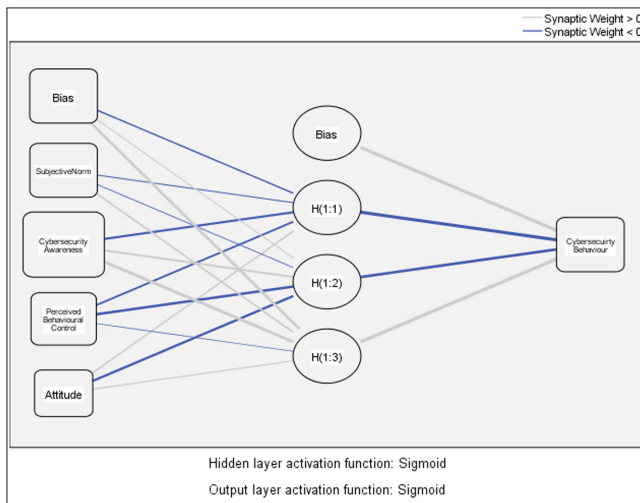 Synaptic Weight > 0
Synaptic Weight < 0
Bias
SubjectiveNorm
Cybersecurity
Awareness
Perceived
Behavioural
Control
Attitude
Bias
H(1:1)
H(1:2)
H(1:3)
Cybersecuirty
Behaviour
Hidden layer activation function: Sigmoid
Output layer activation function: Sigmoid